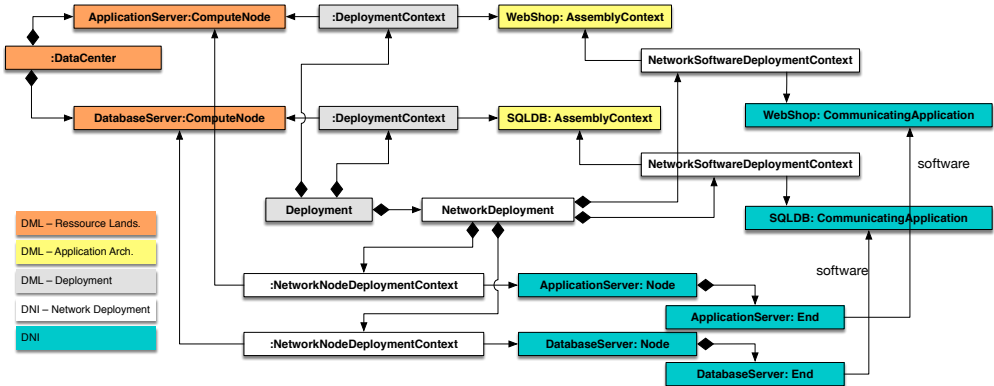 ApplicationServer:ComputeNode
:DeploymentContext
WebShop: AssemblyContext
:DataCenter
NetworkSoftwareDeploymentContext
DatabaseServer:ComputeNode
:DeploymentContext
SQLDB: AssemblyContext
WebShop: CommunicatingApplication
NetworkSoftwareDeploymentContext
software
Deployment
NetworkDeployment
SQLDB: CommunicatingApplication
DML – Ressource Lands.
DML – Application Arch.
DML – Deployment
DNI – Network Deployment
DNI
software
:NetworkNodeDeploymentContext
ApplicationServer: Node
ApplicationServer: End
:NetworkNodeDeploymentContext
DatabaseServer: Node
DatabaseServer: End